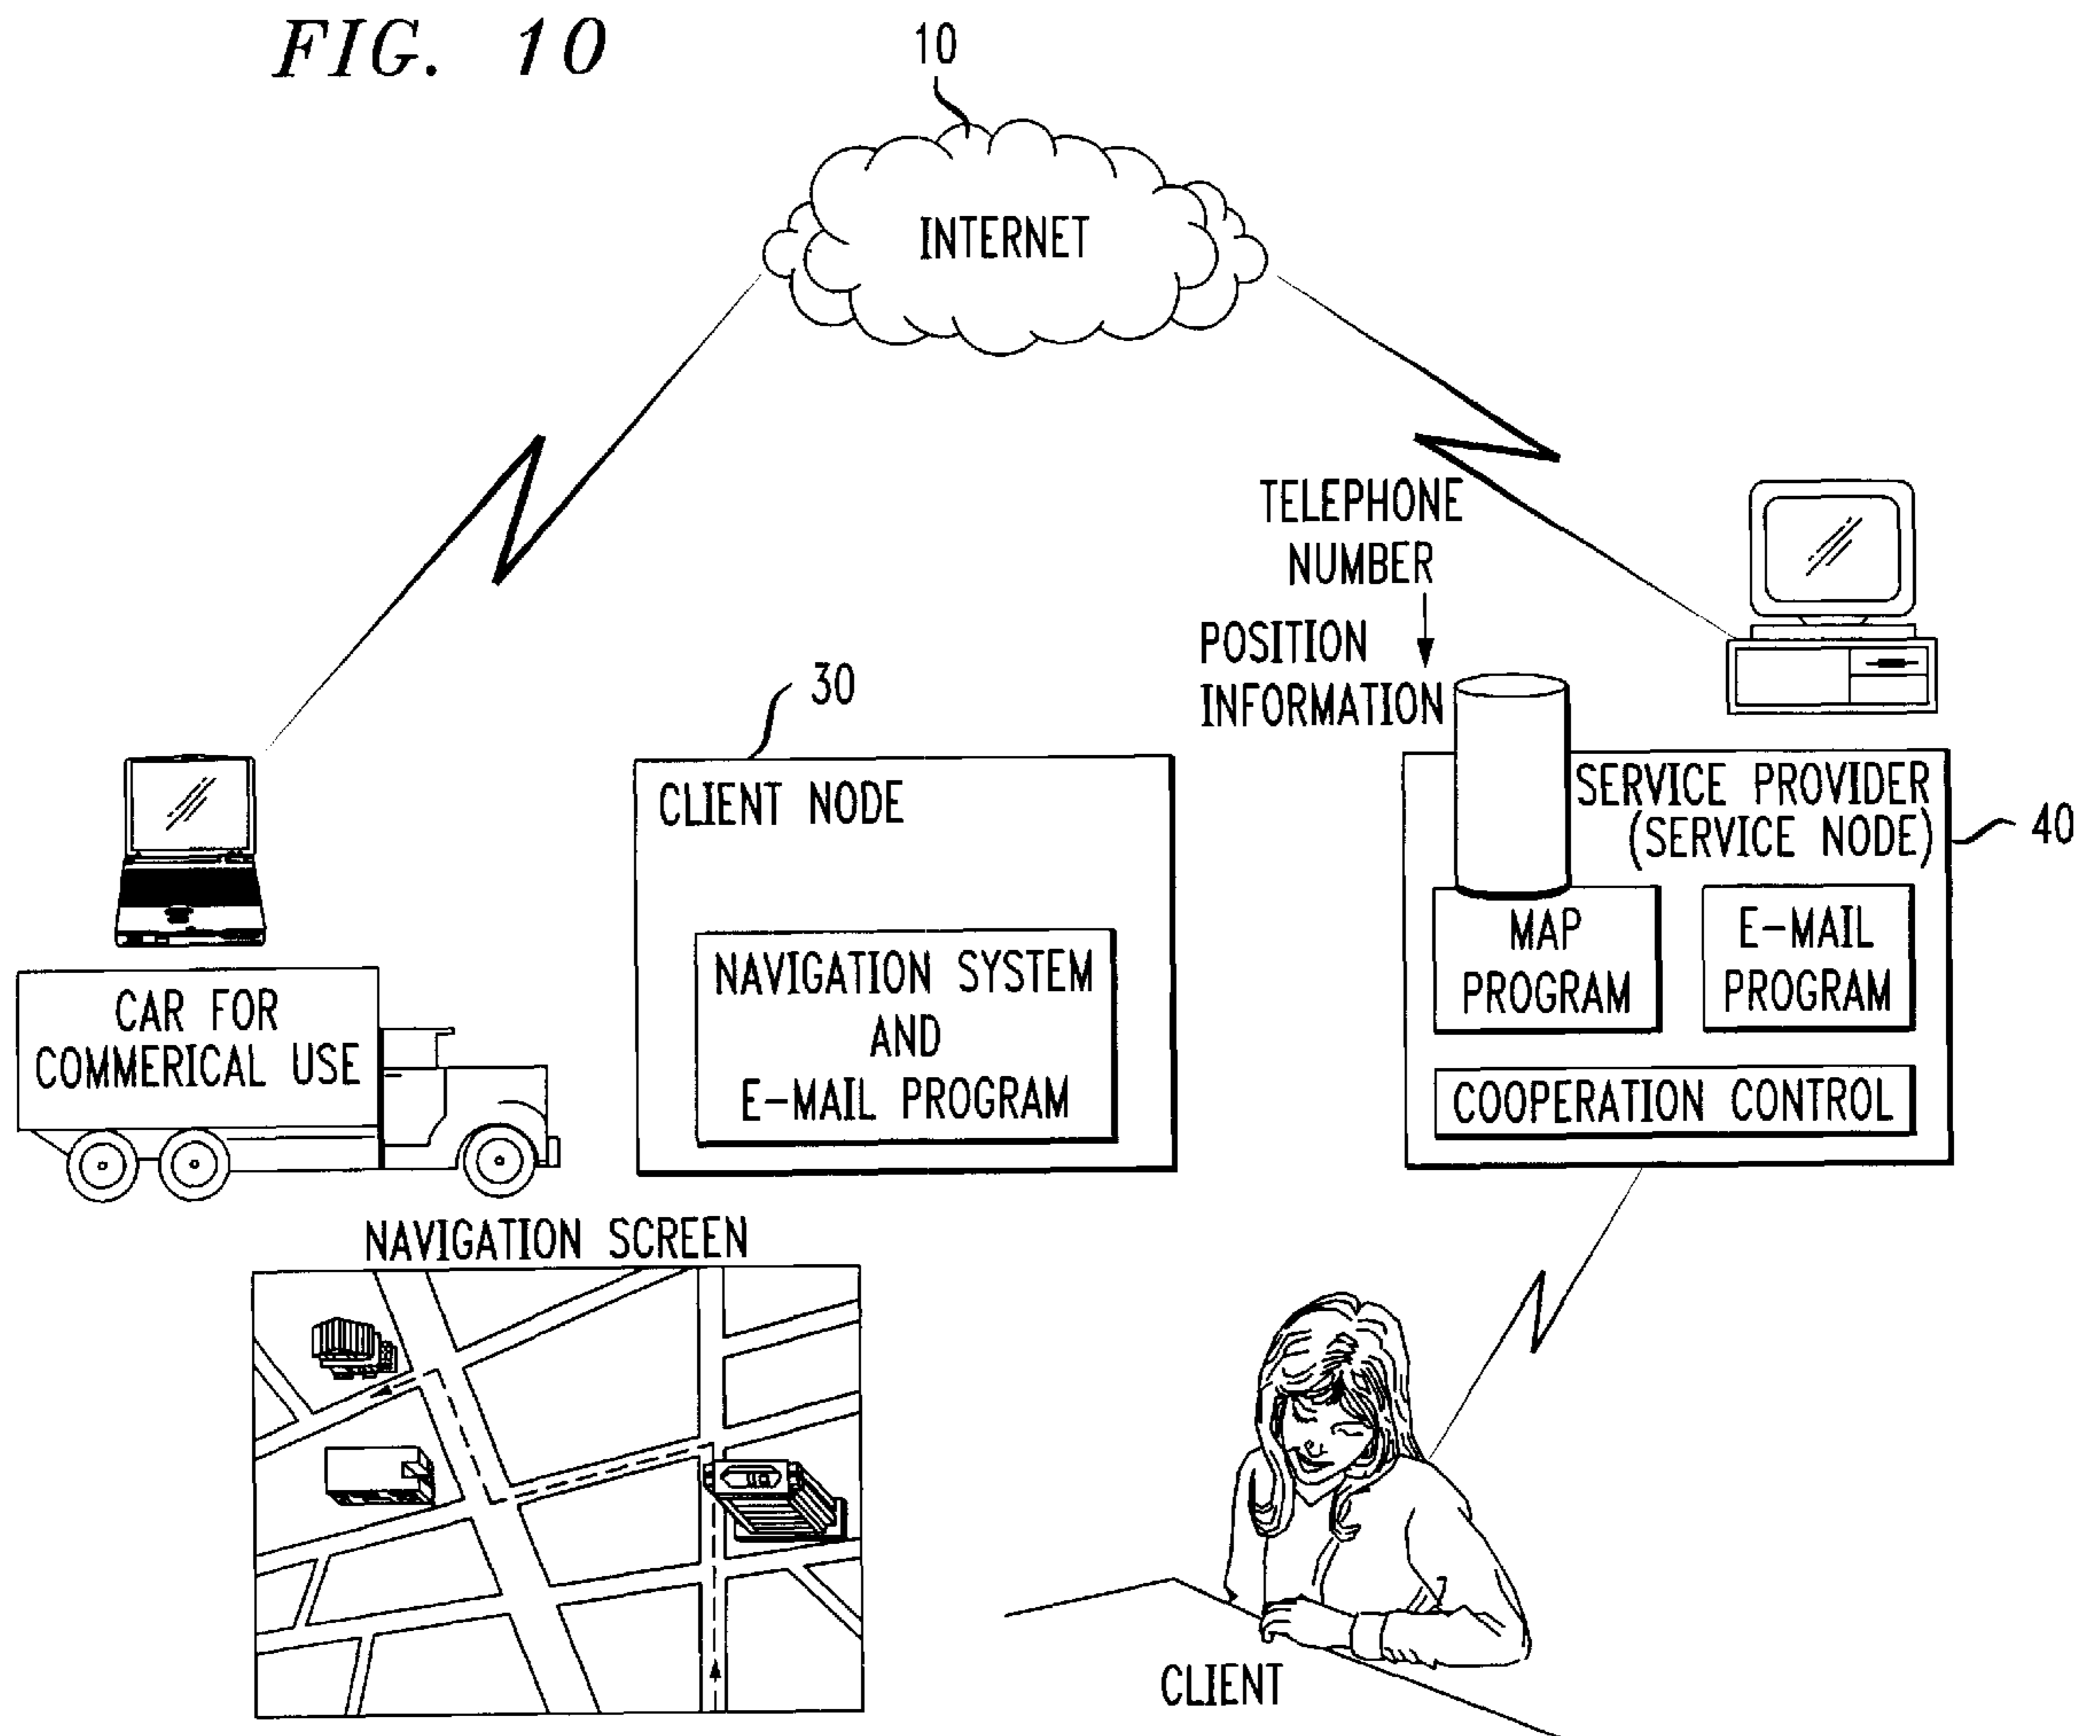 FIG. 10
10
INTERNET
TELEPHONE
NUMBER
POSITION
INFORMATION
30
CLIENT NODE
NAVIGATION SYSTEM
AND
E-MAIL PROGRAM
SERVICE PROVIDER
(SERVICE NODE)
40
MAP
PROGRAM
E-MAIL
PROGRAM
COOPERATION CONTROL
CAR FOR
COMMERICAL USE
NAVIGATION SCREEN
CLIENT